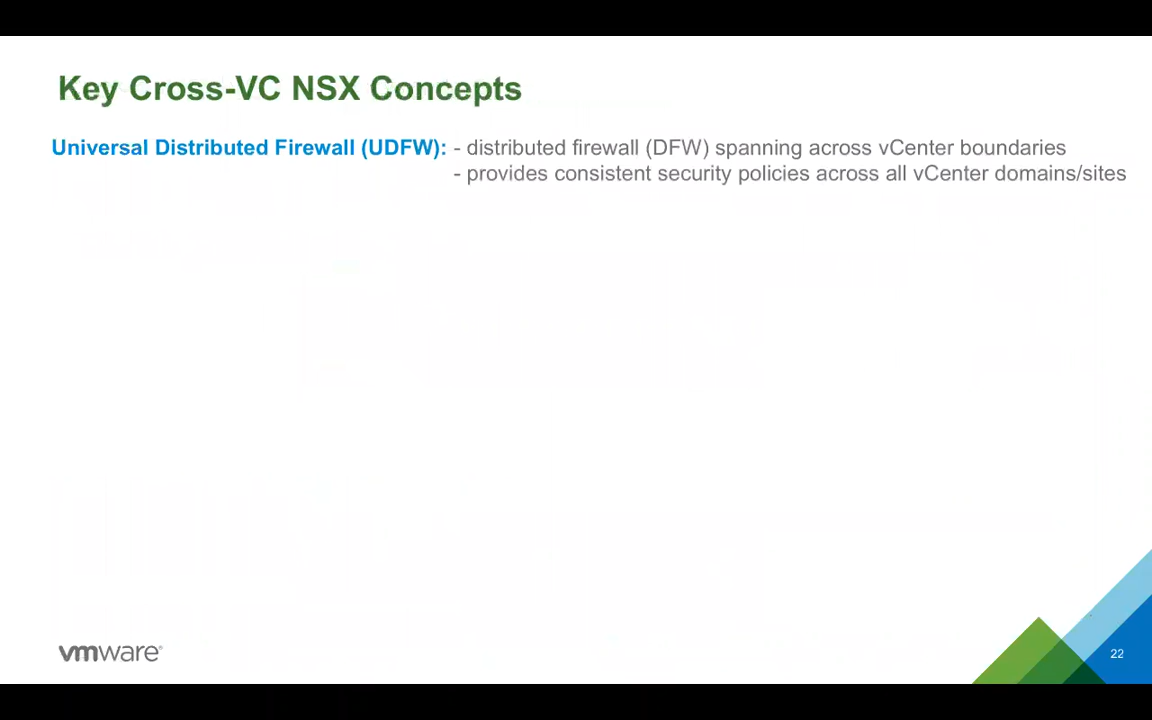 Key Cross-VC NSX Concepts
Universal Distributed Firewall (UDFW): - distributed firewall (DFW) spanning across vCenter boundaries
- provides consistent security policies across all vCenter domains/sites
vmware®
22